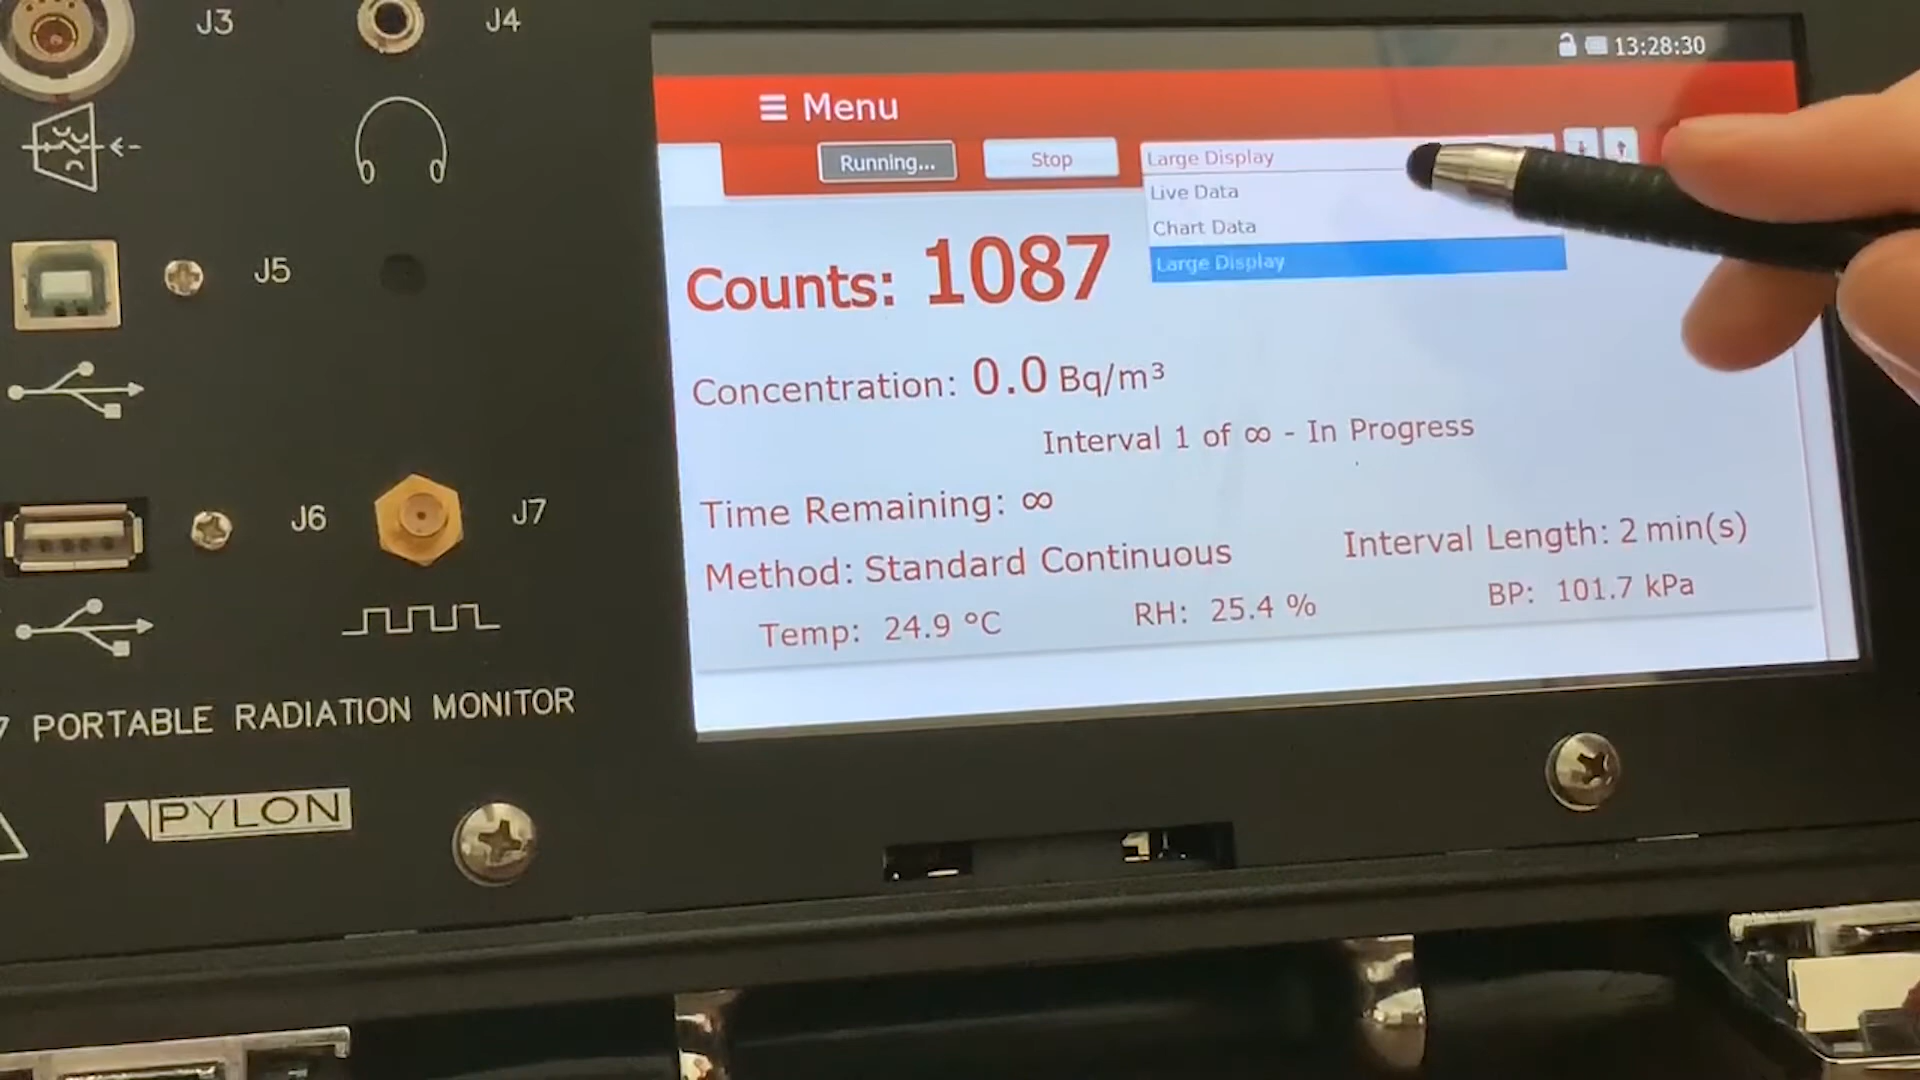 J3
J4
13:28:30
Menu
Running...
Stop
Large Display
Live Data
Chart Data
Large Display
Counts: 1087
J5
Concentration: 0.0 Bq/m³
Interval 1 of ∞ - In Progress
Time Remaining: ∞
J6
J7
Method: Standard Continuous
Interval Length: 2 min(s)
Temp: 24.9 °C
RH: 25.4 %
BP: 101.7 kPa
PORTABLE RADIATION MONITOR
PYLON